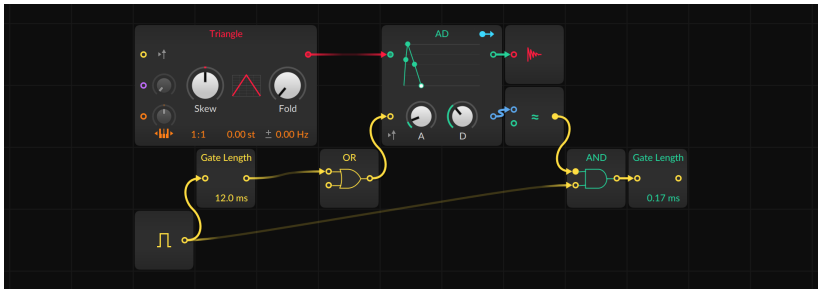 Triangle
AD
Skew
Fold
A
D
1:1
0.00 st
± 0.00 Hz
Gate Length
OR
AND
Gate Length
12.0 ms
0.17 ms